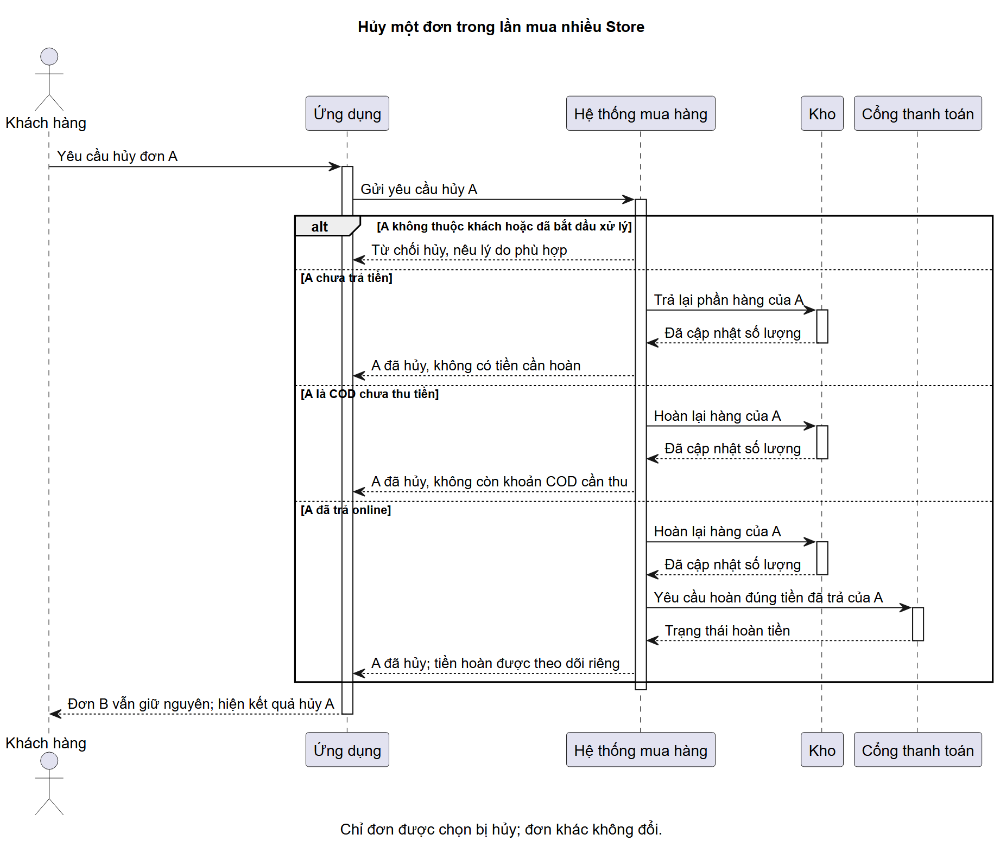 Hủy một đơn trong lần mua nhiều Store
Khách hàng
Ứng dụng
Hệ thống mua hàng
Kho
Cổng thanh toán
Yêu cầu hủy đơn A
Gửi yêu cầu hủy A
alt
[A không thuộc khách hoặc đã bắt đầu xử lý]
Từ chối hủy, nêu lý do phù hợp
[A chưa trả tiền]
Trả lại phần hàng của A
Đã cập nhật số lượng
A đã hủy, không có tiền cần hoàn
[A là COD chưa thu tiền]
Hoàn lại hàng của A
Đã cập nhật số lượng
A đã hủy, không còn khoản COD cần thu
[A đã trả online]
Hoàn lại hàng của A
Đã cập nhật số lượng
Yêu cầu hoàn đúng tiền đã trả của A
Trạng thái hoàn tiền
A đã hủy; tiền hoàn được theo dõi riêng
Đơn B vẫn giữ nguyên; hiện kết quả hủy A
Khách hàng
Ứng dụng
Hệ thống mua hàng
Kho
Cổng thanh toán
Chỉ đơn được chọn bị hủy; đơn khác không đổi.